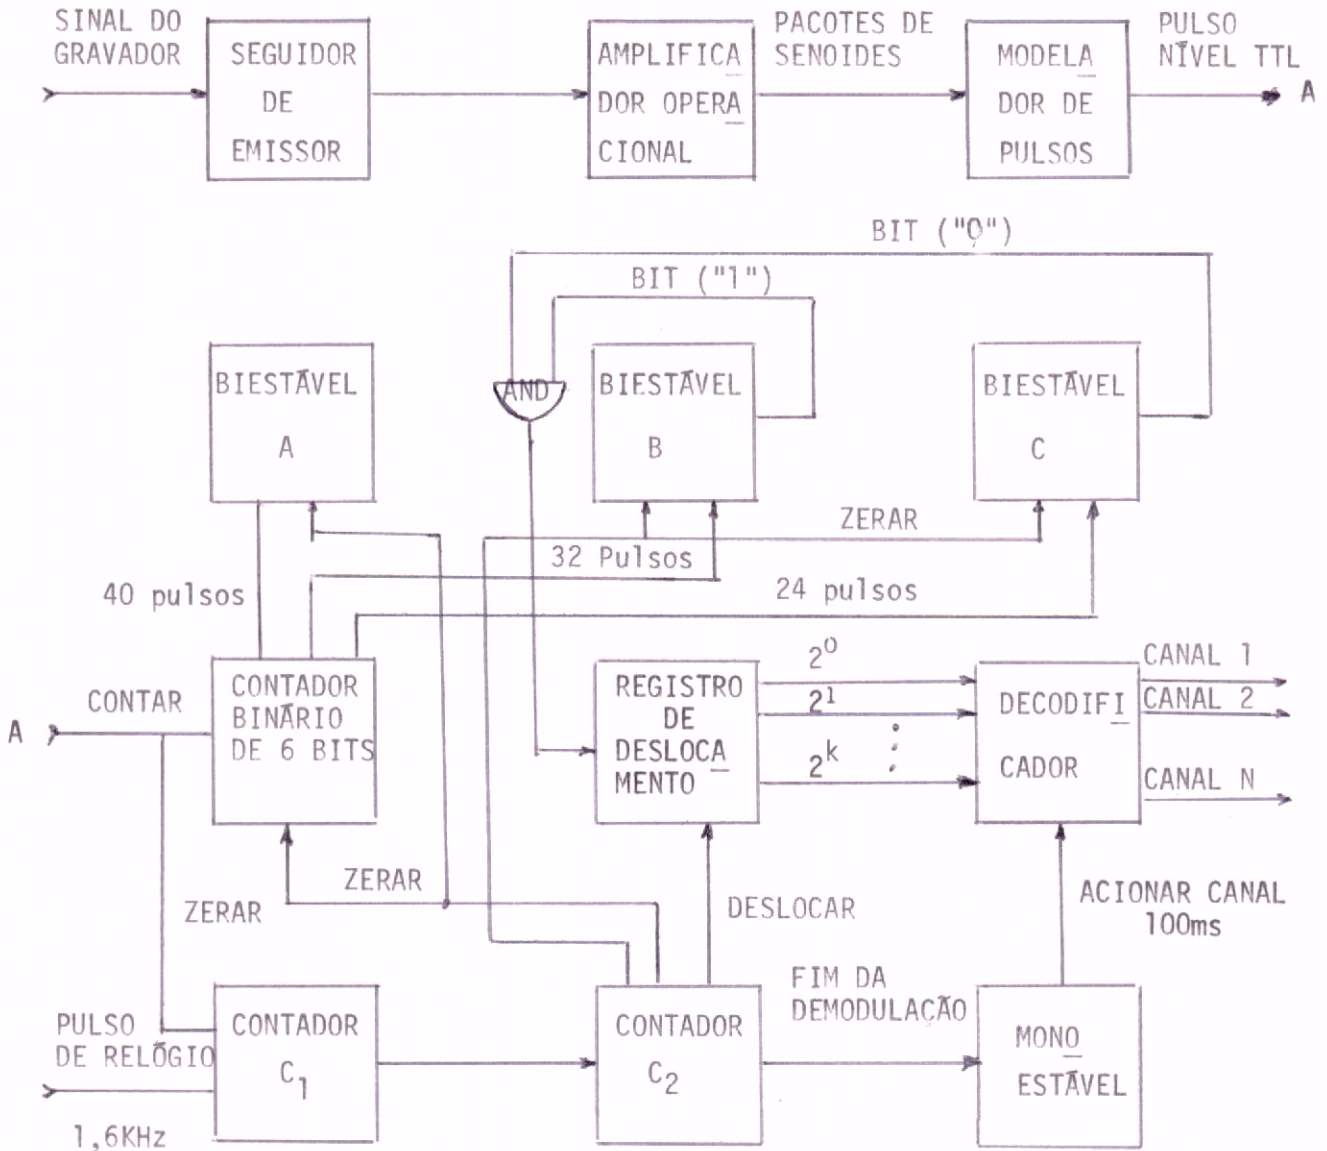 SINAL DO
GRAVADOR
SEGUIDOR
DE
EMISSOR
AMPLIFICA
DOR OPERA
CIONAL
PACOTES DE
SENOIDES
MODELA
DOR DE
PULSOS
PULSO
NÍVEL TTL
A
BIT ("0")
BIT ("1")
BIESTÁVEL
A
AND
BIESTÁVEL
B
BIESTÁVEL
C
ZERAR
32 Pulsos
40 pulsos
24 pulsos
A
CONTAR
CONTADOR
BINÁRIO
DE 6 BITS
REGISTRO
DE
DESLOCA
MENTO
2⁰
2¹
2ᵏ
DECODIFI
CADOR
CANAL 1
CANAL 2
CANAL N
ZERAR
ZERAR
DESLOCAR
ACIONAR CANAL
100ms
PULSO
DE RELÓGIO
1,6KHz
CONTADOR
C₁
CONTADOR
C₂
FIM DA
DEMODULAÇÃO
MONO
ESTÁVEL